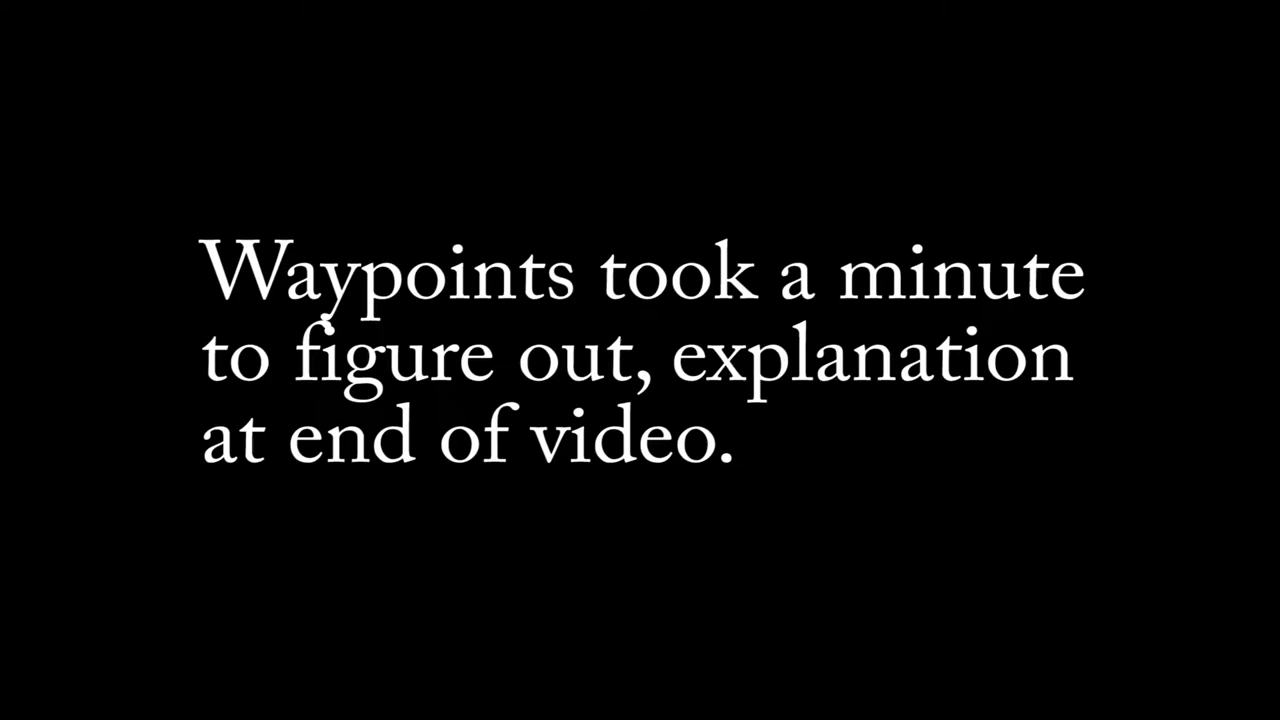 Waypoints took a minute
to figure out, explanation
at end of video.